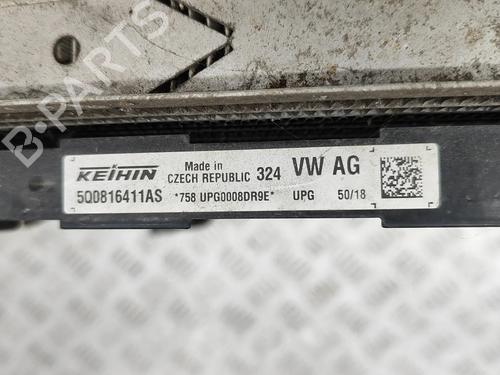 B-PARTS
KEIHIN Made in CZECH REPUBLIC 324 VW AG
5Q0816411AS *758 UPG0008DR9E* UPG 50/18